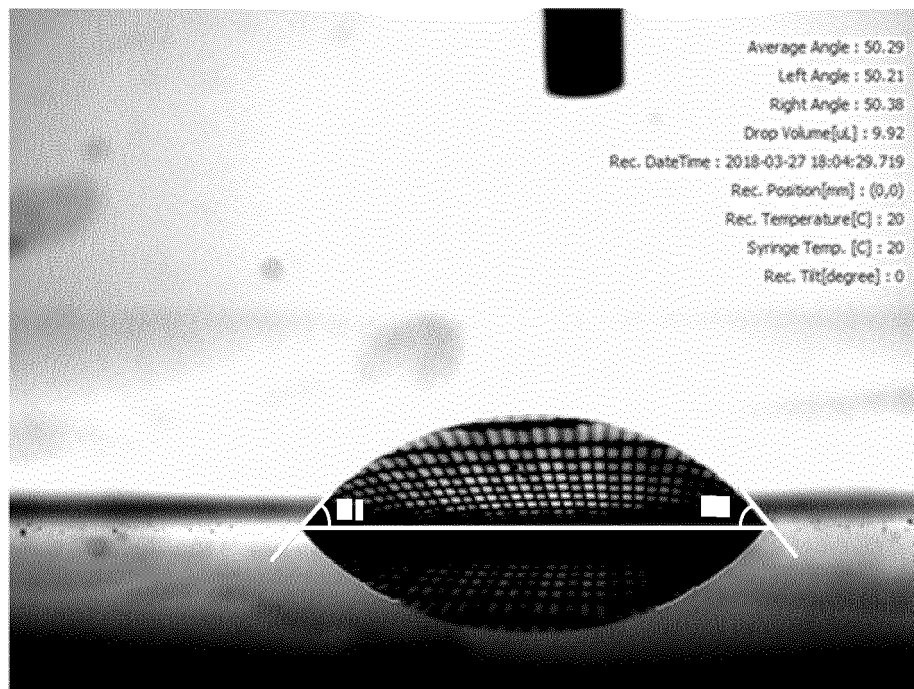 Average Angle : 50.29
Left Angle : 50.21
Right Angle : 50.38
Drop Volume[uL] : 9.92
Rec. DateTime : 2018-03-27 18:04:29.719
Rec. Position[mm] : (0,0)
Rec. Temperature[C] : 20
Syringe Temp. [C] : 20
Rec. Tilt[degree] : 0